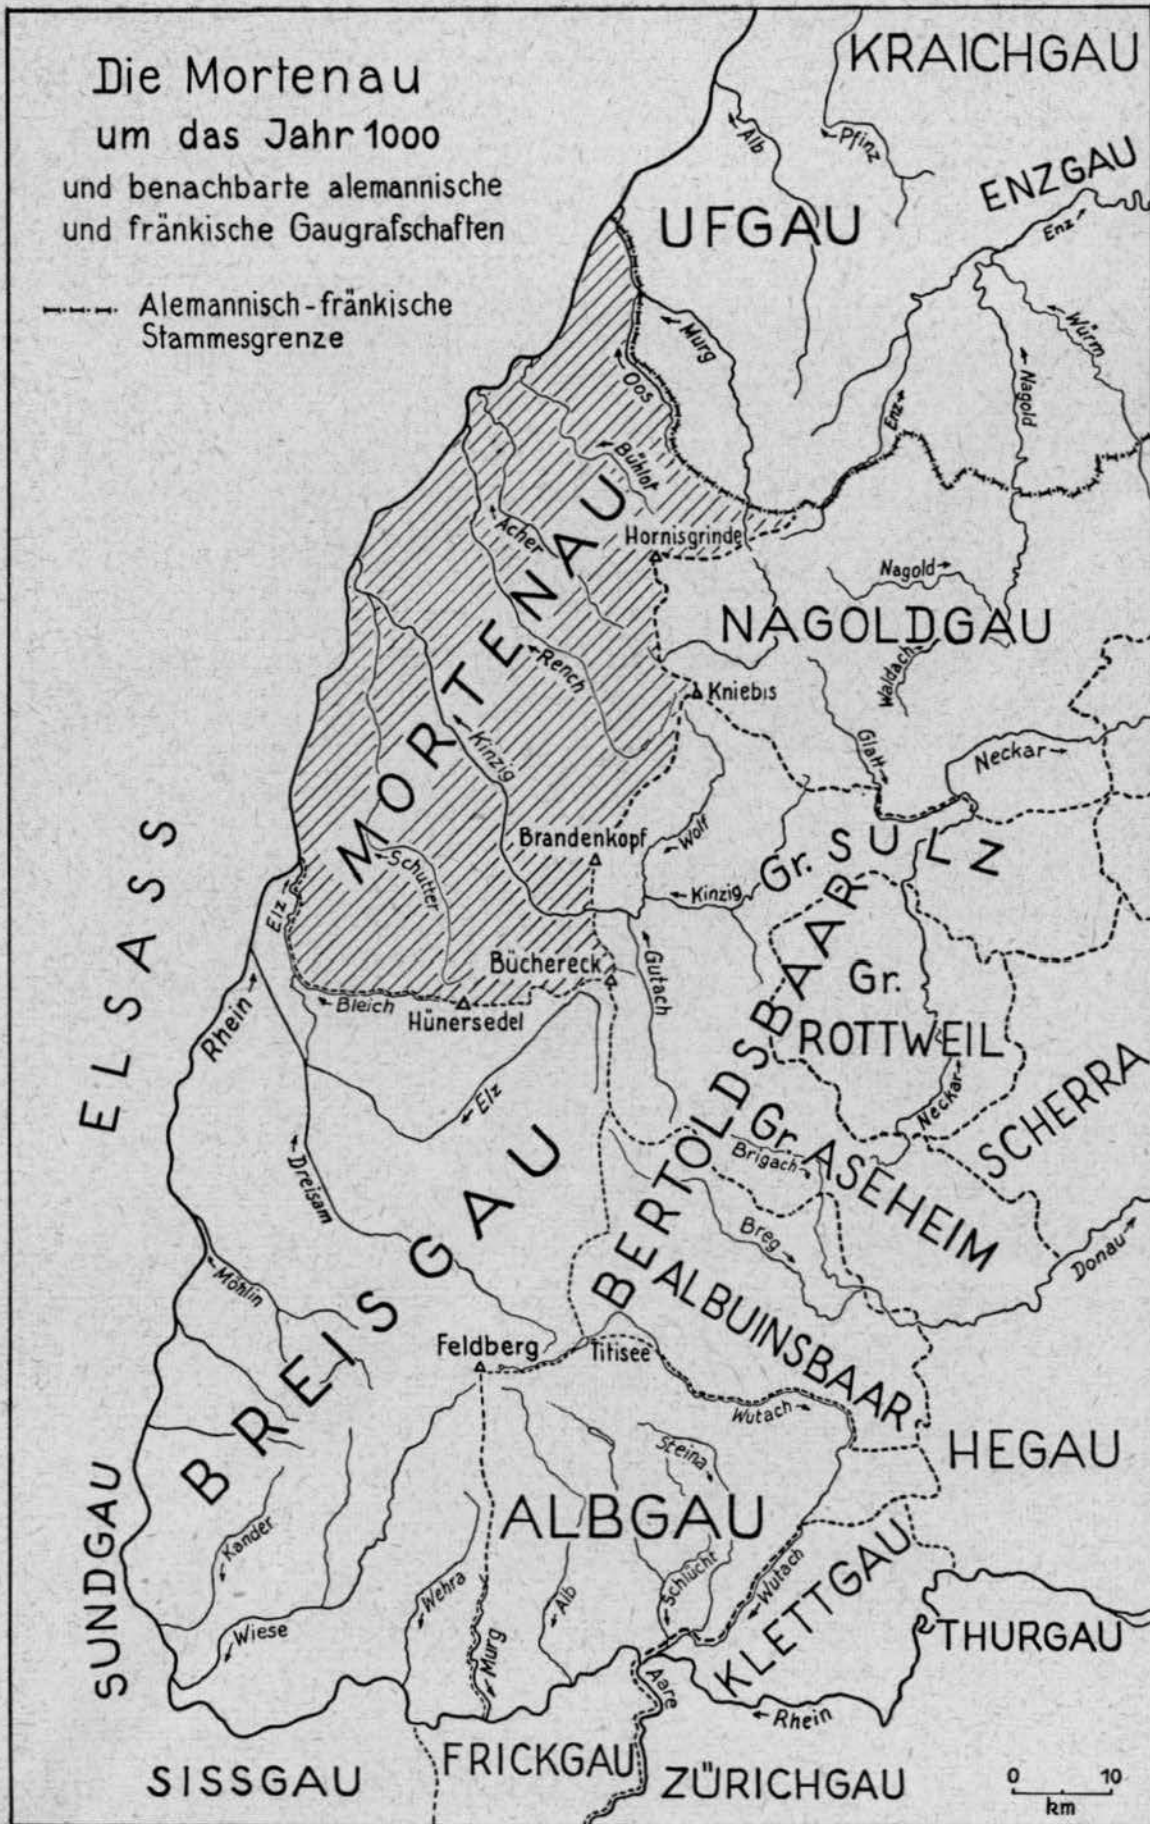 Die Mortenau
um das Jahr 1000
und benachbarte alemannische
und fränkische Gaugrafschaften
Alemannisch-fränkische
Stammesgrenze
KRAICHGAU
Alb
Pfinz
ENZGAU
Enz
UFGAU
Murg
Würm
Oos
Nagold
Enz
Bühlot
Acher
Hornisgrinde
Nagold
NAGOLDGAU
MORTENAU
Rench
Waldach
Kniebis
Kinzig
Glatt
Neckar
Brandenkopf
Wolf
Gr. SULZ
Schutter
Kinzig
ELSASS
Elz
Büchereck
Gutach
Gr.
ROTTWEIL
Bleich
Hünersedel
Rhein
BERTOLDSBAAR
Elz
Neckar
SCHERRA
Gr. ASEHEIM
Brigach
Dreisam
Breg
Donau
Möhlin
BREISGAU
ALBUINSBAAR
Feldberg
Titisee
Wutach
HEGAU
Steina
SUNDGAU
ALBGAU
Kander
Wehra
Alb
Schlücht
Wutach
KLETTGAU
Wiese
Murg
THURGAU
Aare
Rhein
SISSGAU
FRICKGAU
ZÜRICHGAU
0 10
km